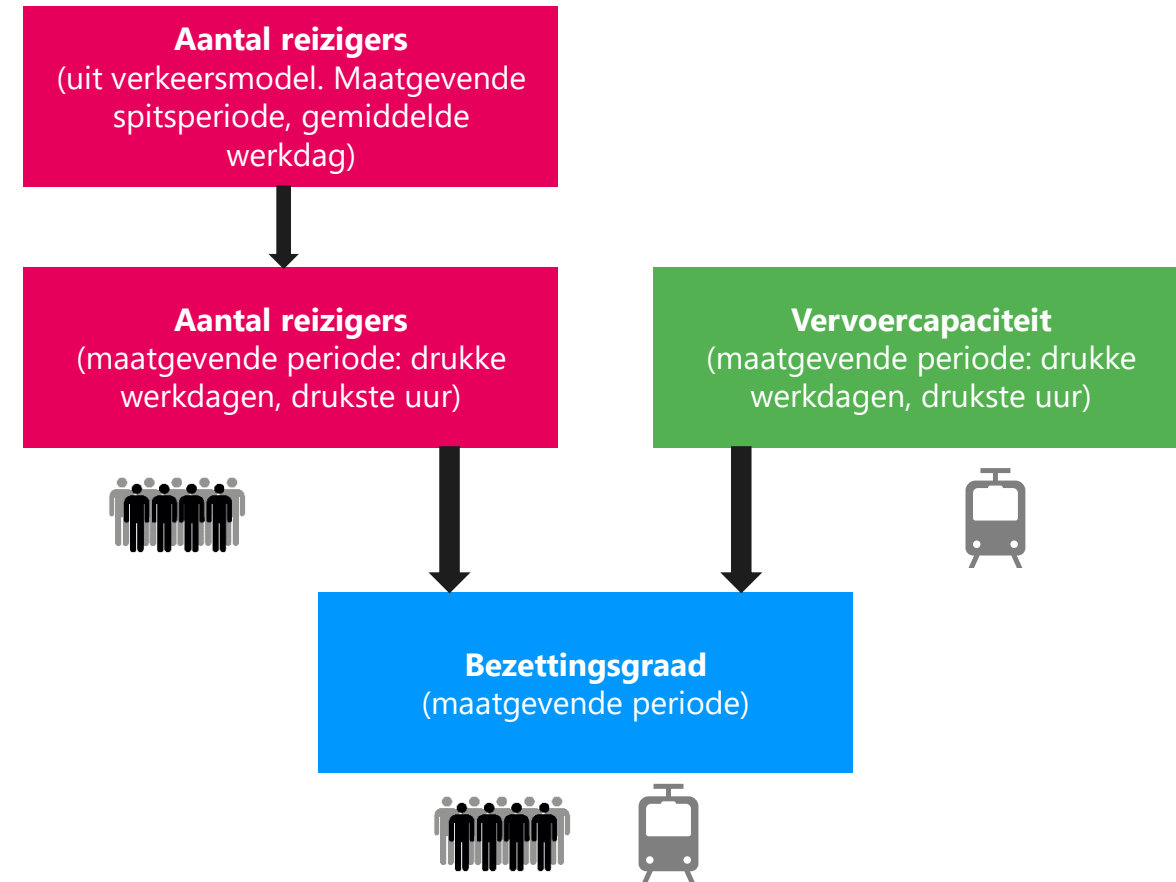 Aantal reizigers
(uit verkeersmodel. Maatgevende
spitsperiode, gemiddelde
werkdag)
Aantal reizigers
(maatgevende periode: drukke
werkdagen, drukste uur)
Vervoercapaciteit
(maatgevende periode: drukke
werkdagen, drukste uur)
Bezettingsgraad
(maatgevende periode)